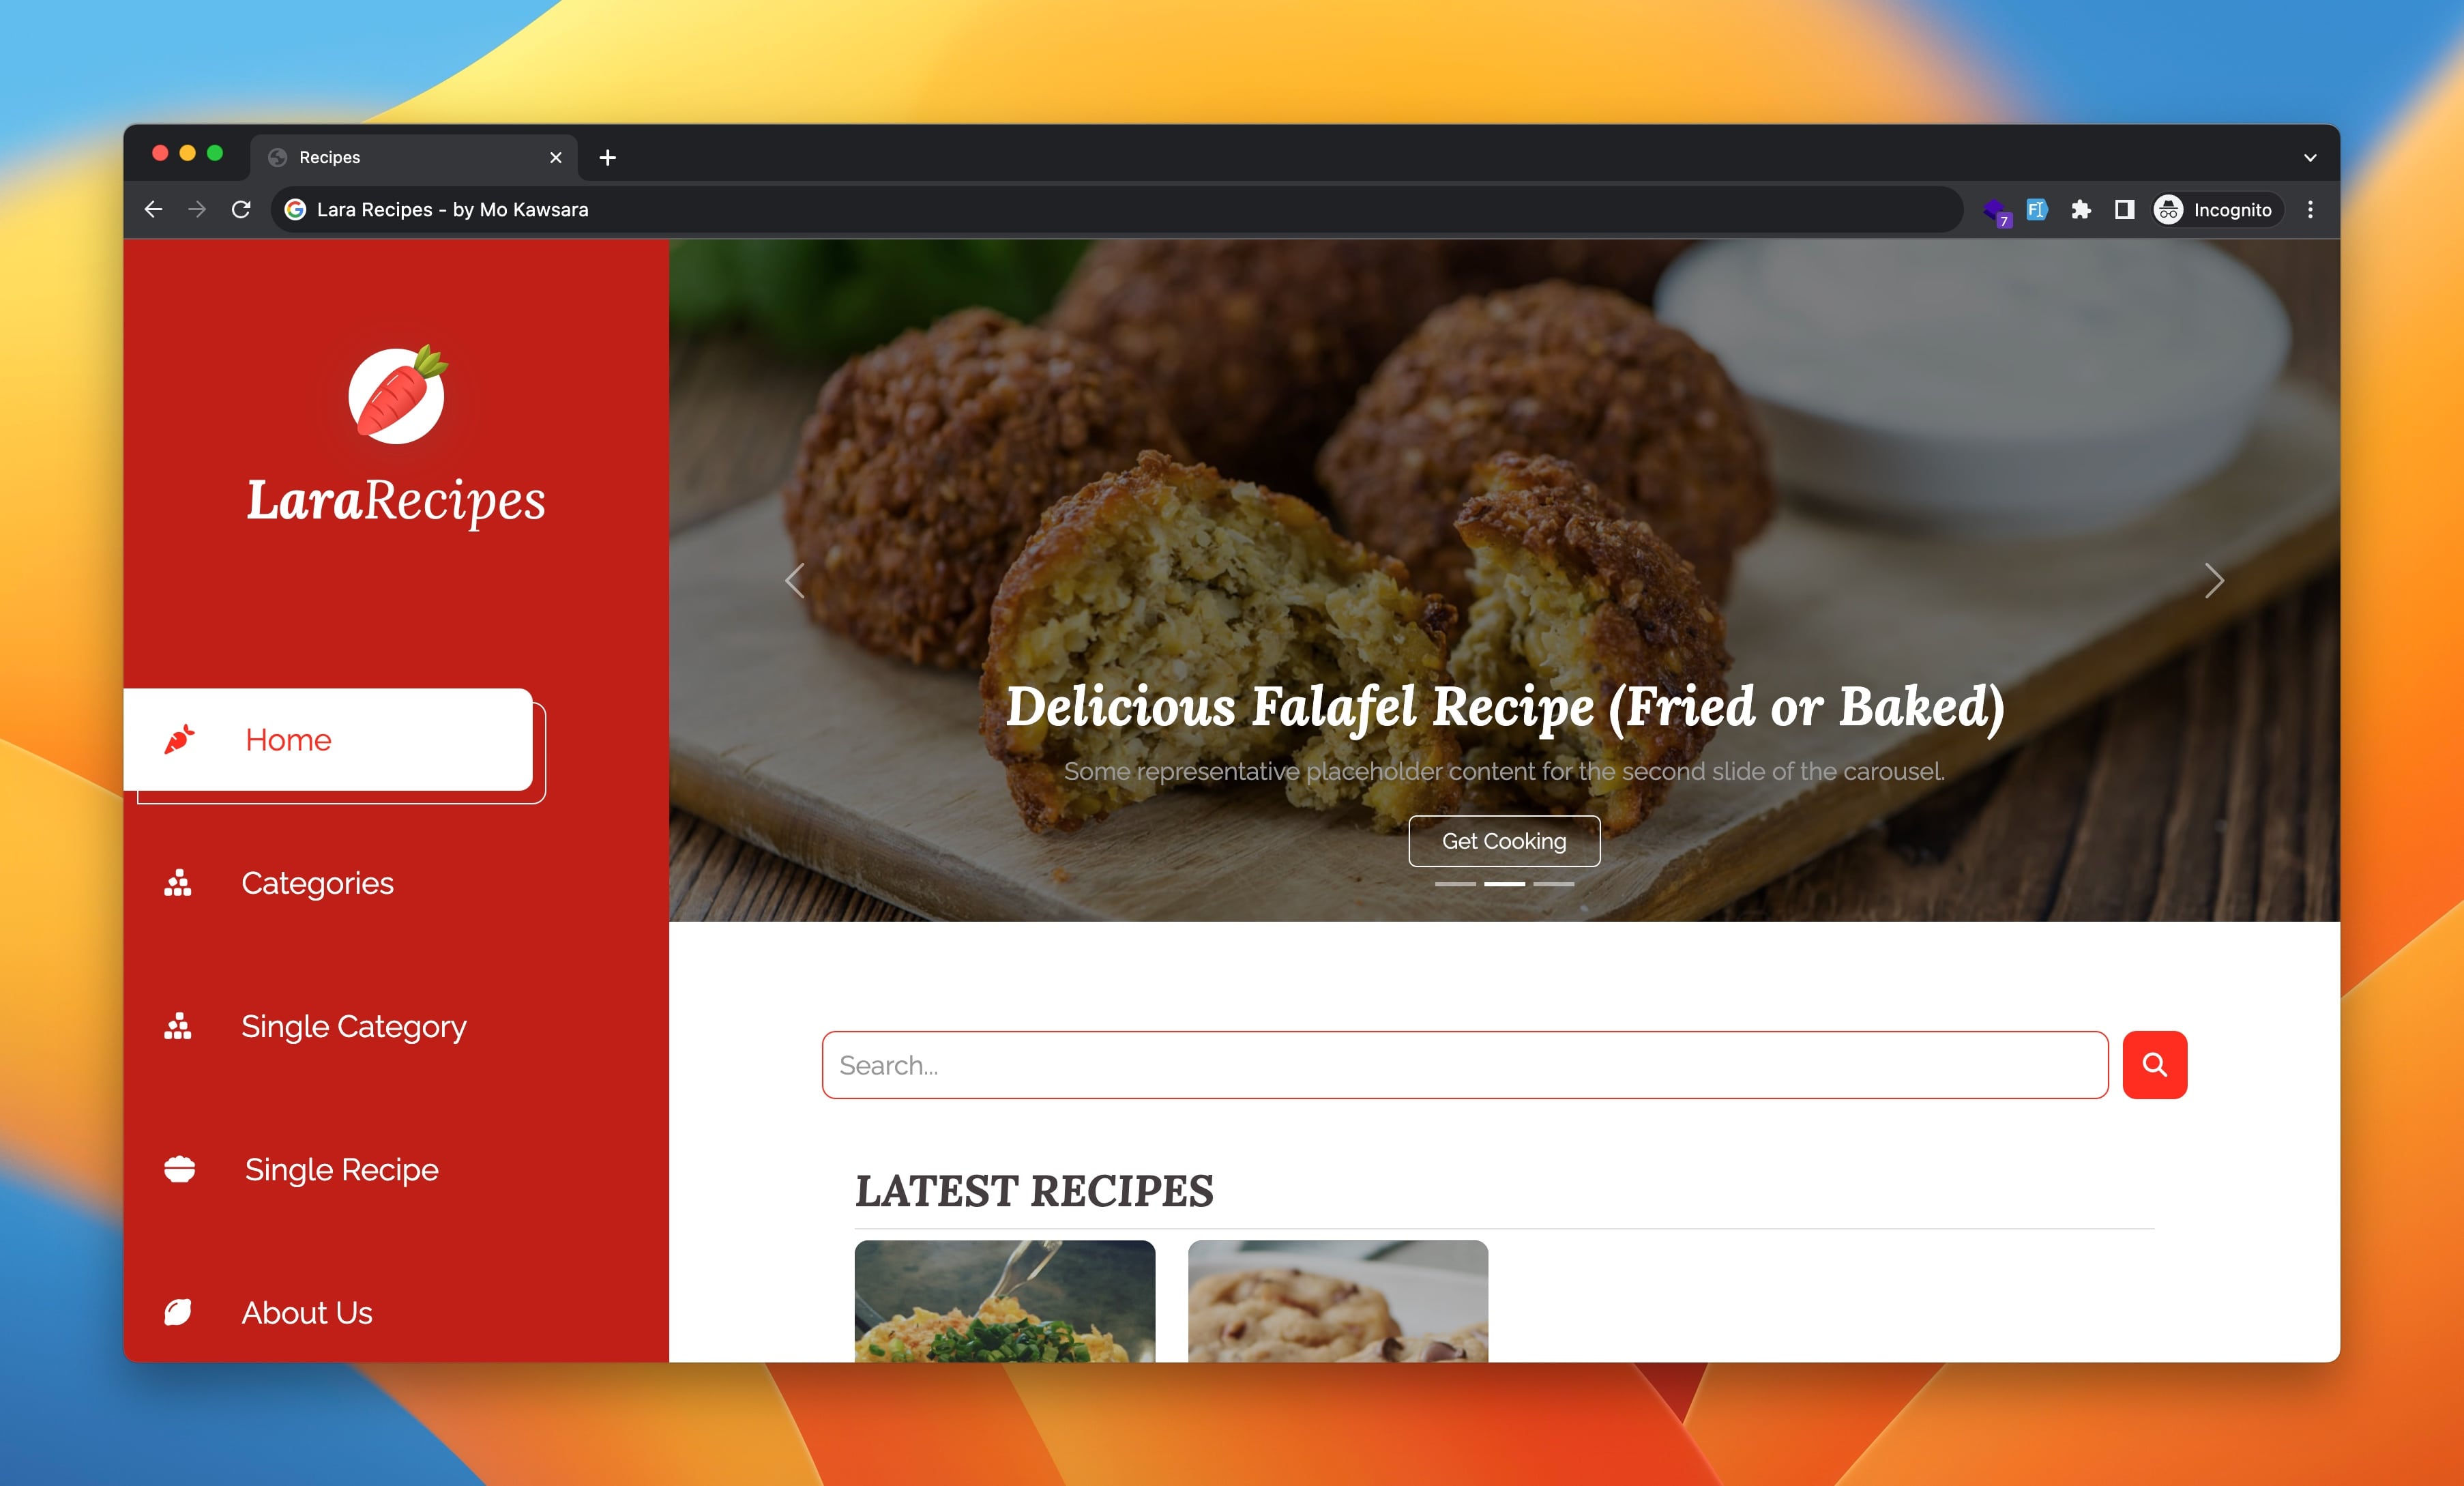 Recipes
Lara Recipes - by Mo Kawsara
7
FI
Incognito
LaraRecipes
Home
Categories
Single Category
Single Recipe
About Us
Delicious Falafel Recipe (Fried or Baked)
Some representative placeholder content for the second slide of the carousel.
Get Cooking
Search...
LATEST RECIPES